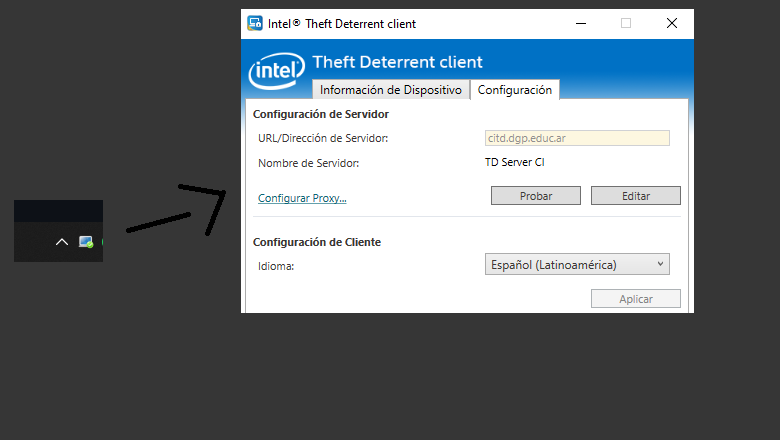 Intel® Theft Deterrent client
intel
Theft Deterrent client
Información de Dispositivo
Configuración
Configuración de Servidor
URL/Dirección de Servidor:
citd.dgp.educ.ar
Nombre de Servidor:
TD Server CI
Configurar Proxy...
Probar
Editar
Configuración de Cliente
Idioma:
Español (Latinoamérica)
Aplicar